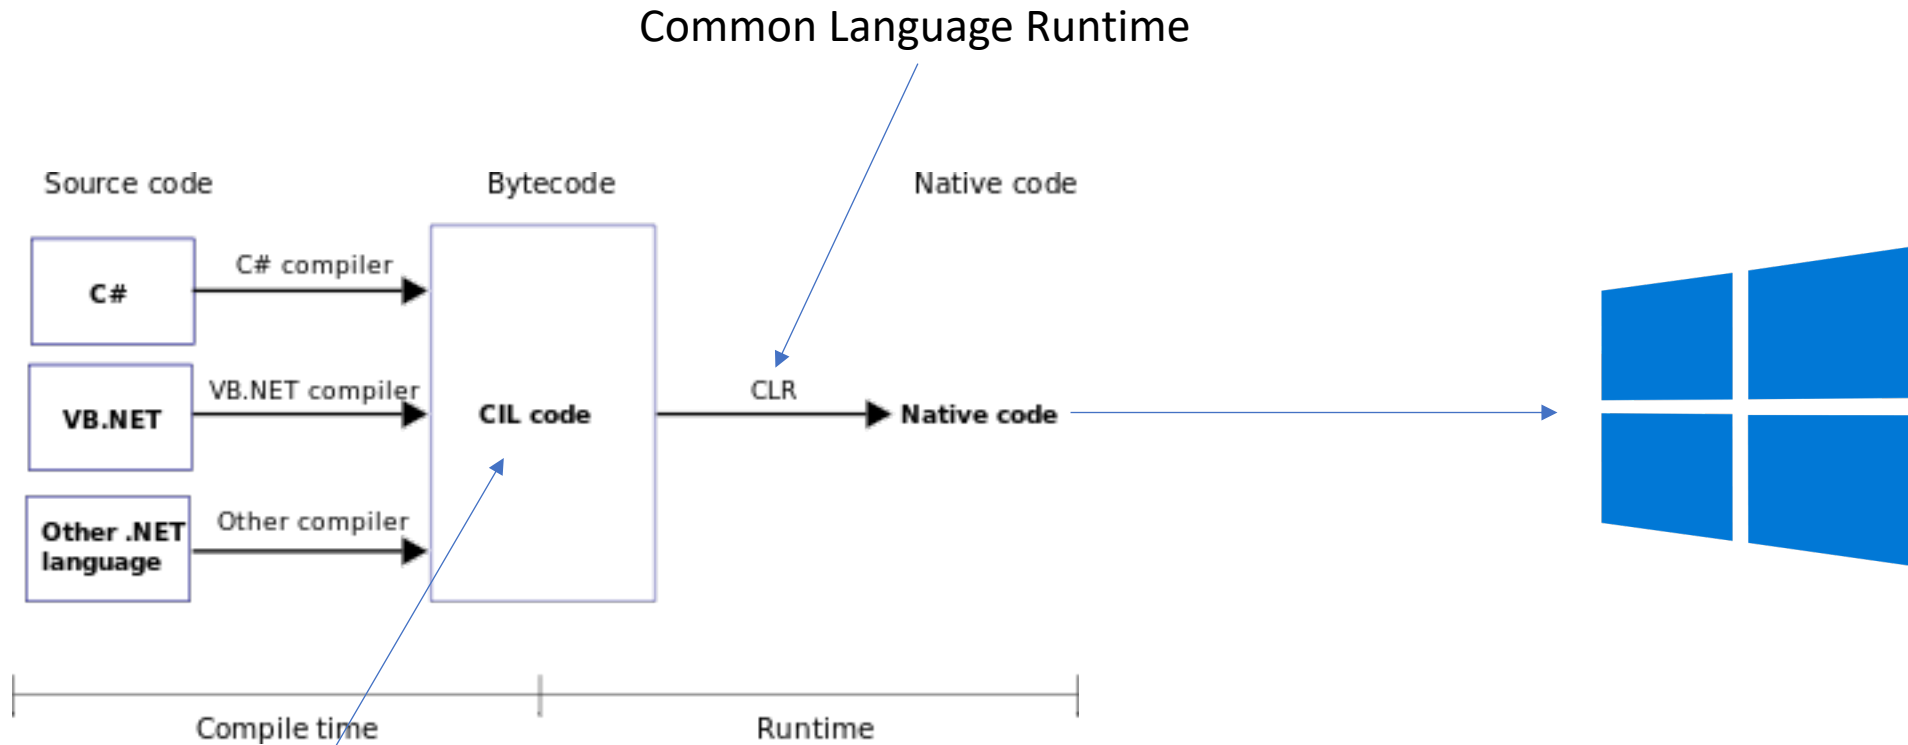 Common Language Runtime
Source code
Bytecode
Native code
C# compiler
C#
VB.NET compiler
CLR
VB.NET
CIL code
Native code
Other compiler
Other .NET
language
Compile time
Runtime